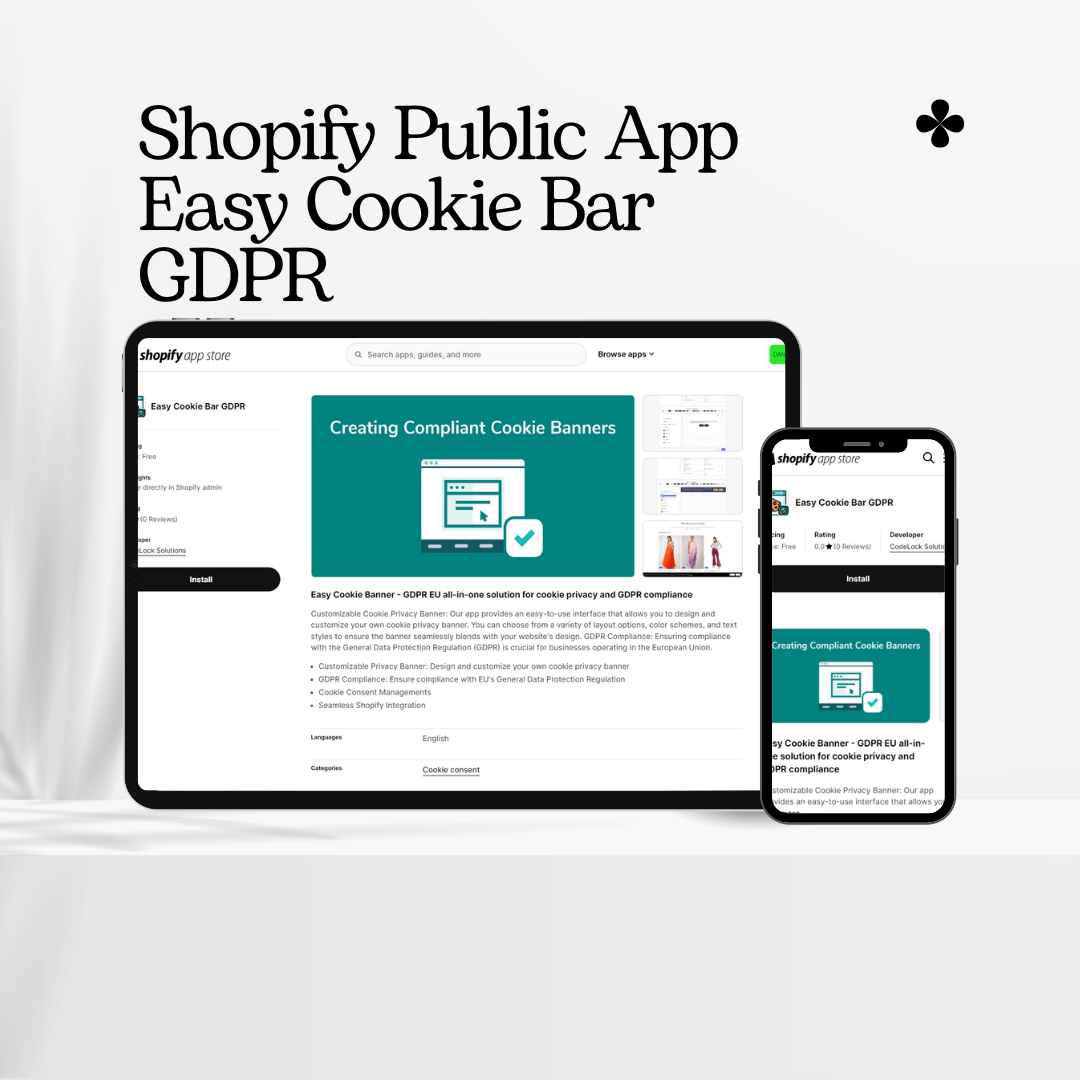 Shopify Public App
Easy Cookie Bar
GDPR
shopify app store
Search apps, guides, and more
Browse apps
Easy Cookie Bar GDPR
: Free
directly in Shopify admin
(0 Reviews)
Lock Solutions
Install
Creating Compliant Cookie Banners
Easy Cookie Banner - GDPR EU all-in-one solution for cookie privacy and GDPR compliance
Customizable Cookie Privacy Banner: Our app provides an easy-to-use interface that allows you to design and
customize your own cookie privacy banner. You can choose from a variety of layout options, color schemes, and text
styles to ensure the banner seamlessly blends with your website's design. GDPR Compliance: Ensuring compliance
with the General Data Protection Regulation (GDPR) is crucial for businesses operating in the European Union.
• Customizable Privacy Banner: Design and customize your own cookie privacy banner
• GDPR Compliance: Ensure compliance with EU's General Data Protection Regulation
• Cookie Consent Managements
• Seamless Shopify Integration
Languages English
Categories Cookie consent
shopify app store
Easy Cookie Bar GDPR
Rating Developer
: Free 0.0★(0 Reviews) CodeLock
Install
Creating Compliant Cookie Banners
sy Cookie Banner - GDPR EU all-in-
e solution for cookie privacy and
DPR compliance
stomizable Cookie Privacy Banner: Our app
vides an easy-to-use interface that allows